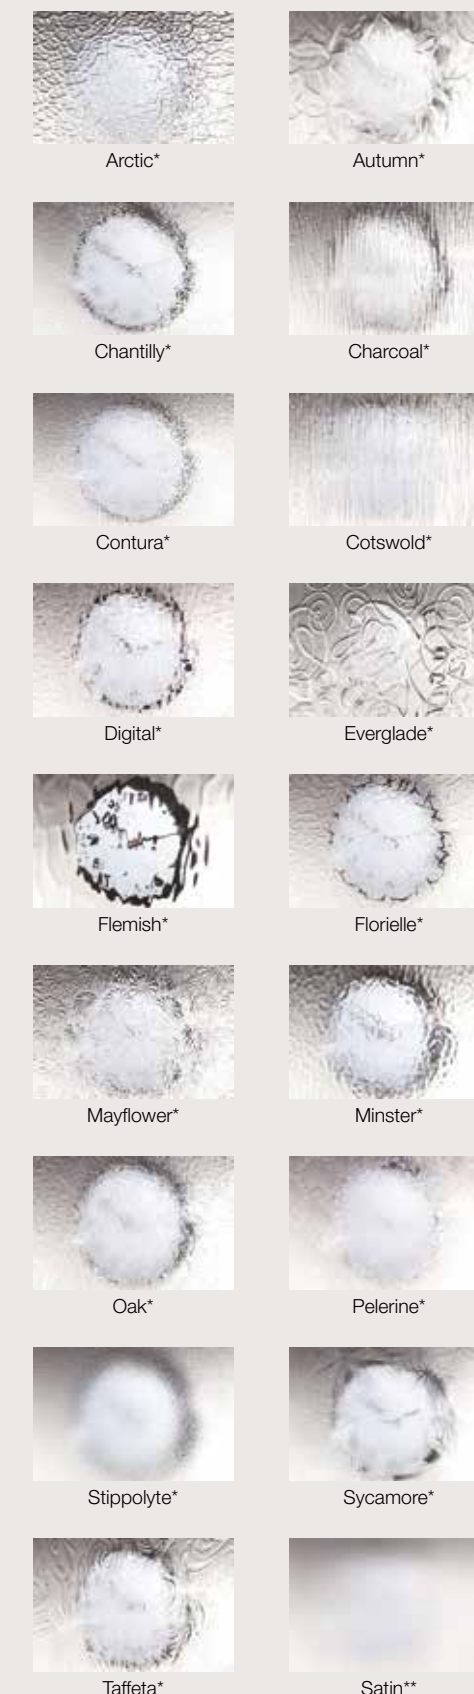 Arctic*
Autumn*
Chantilly*
Charcoal*
Contura*
Cotswold*
Digital*
Everglade*
Flemish*
Florielle*
Mayflower*
Minster*
Oak*
Pelerine*
Stippolyte*
Sycamore*
Taffeta*
Satin**